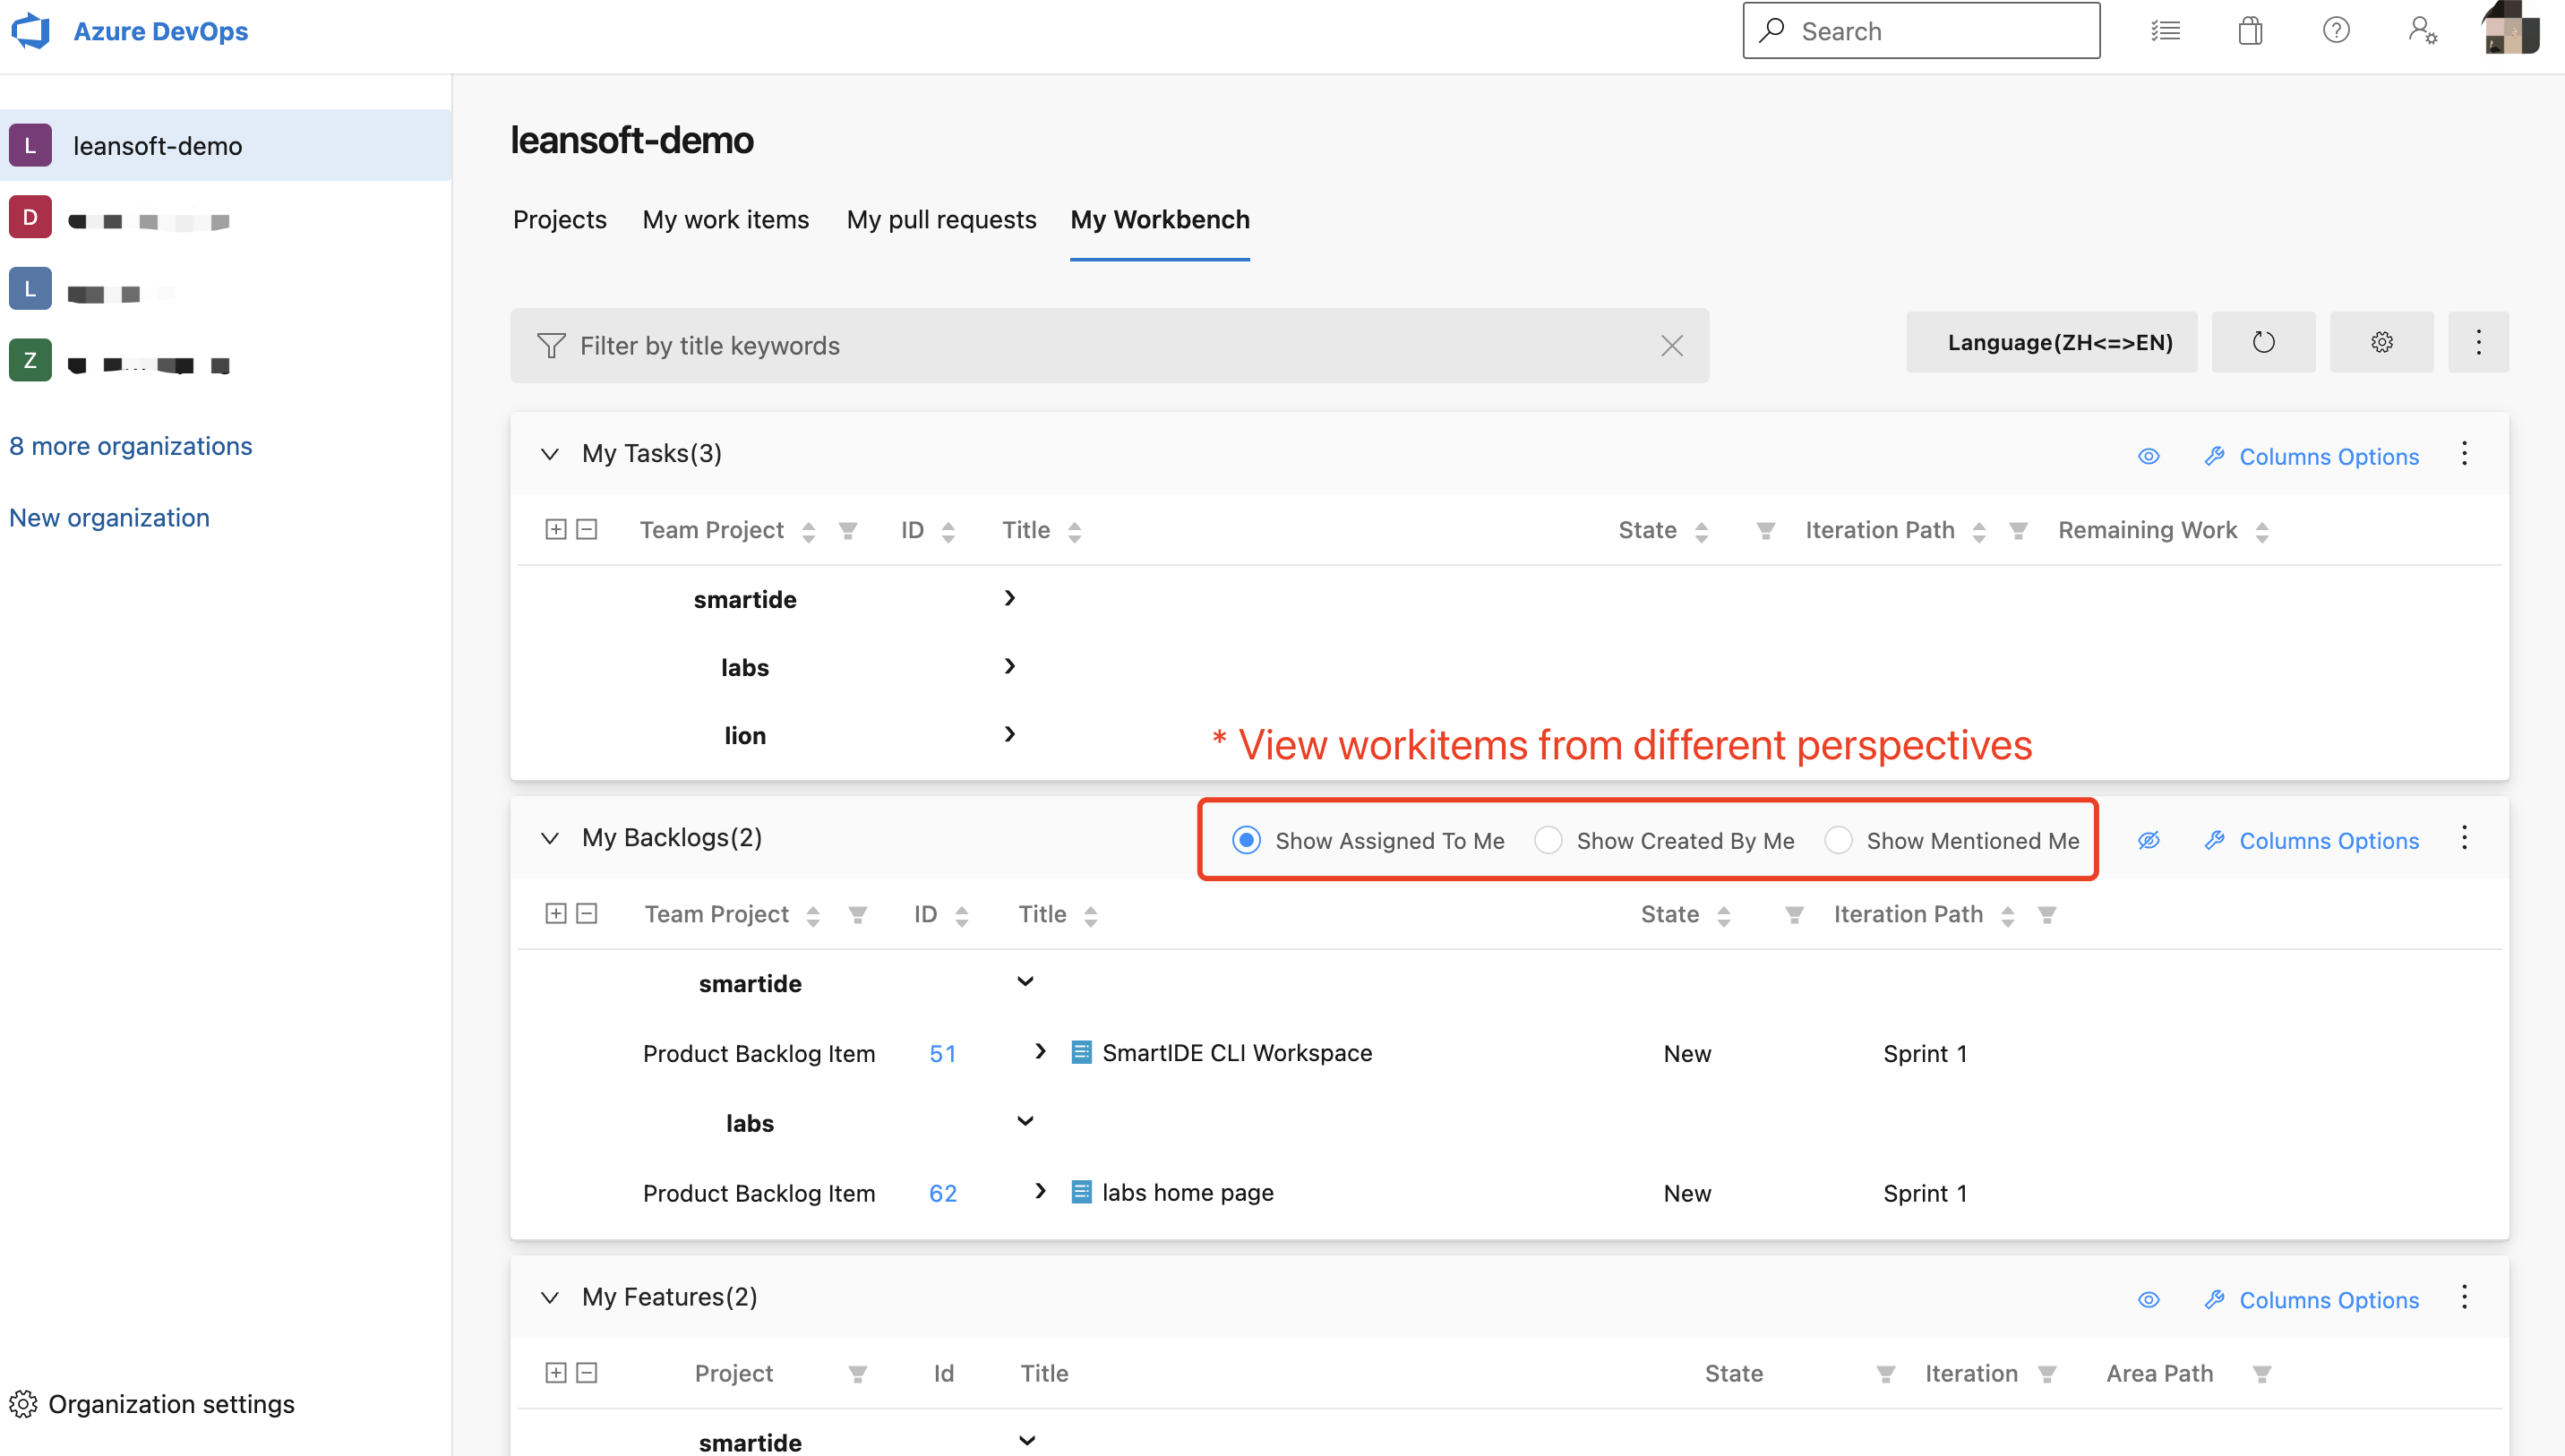 Azure DevOps
Search
L leansoft-demo
D
L
Z
8 more organizations
New organization
Organization settings
leansoft-demo
Projects My work items My pull requests My Workbench
Filter by title keywords
Language(ZH<=>EN)
My Tasks(3) Columns Options
Team Project ID Title State Iteration Path Remaining Work
smartide
labs
lion
* View workitems from different perspectives
My Backlogs(2) Show Assigned To Me Show Created By Me Show Mentioned Me Columns Options
Team Project ID Title State Iteration Path
smartide
Product Backlog Item 51 SmartIDE CLI Workspace New Sprint 1
labs
Product Backlog Item 62 labs home page New Sprint 1
My Features(2) Columns Options
Project Id Title State Iteration Area Path
smartide